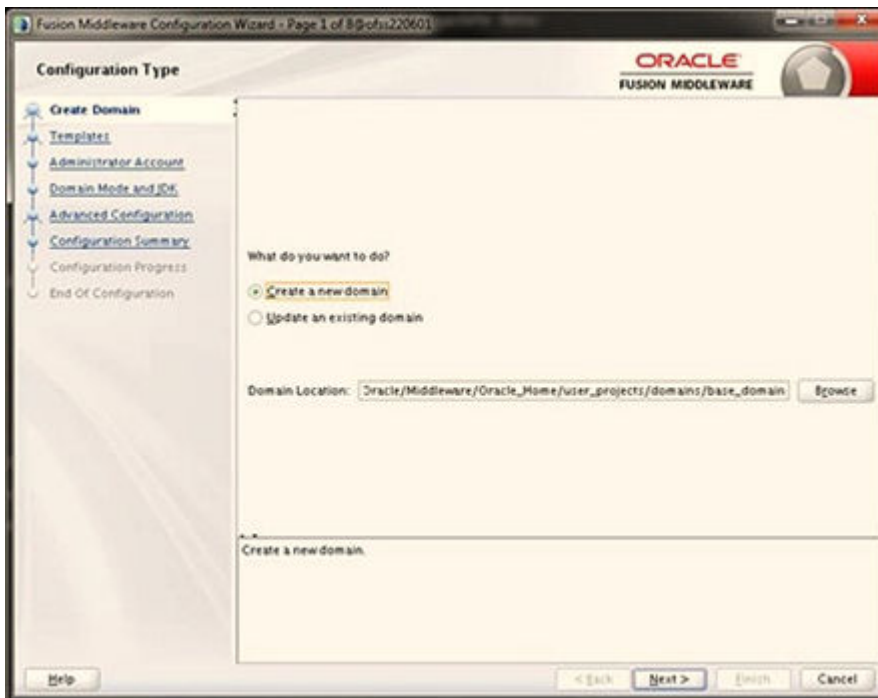 Fusion Middleware Configuration Wizard - Page 1 of 8@ofss220601
Configuration Type
ORACLE
FUSION MIDDLEWARE
Create Domain
Templates
Administrator Account
Domain Mode and JDK
Advanced Configuration
Configuration Summary
Configuration Progress
End Of Configuration
What do you want to do?
Create a new domain
Update an existing domain
Domain Location: Oracle/Middleware/Oracle_Home/user_projects/domains/base_domain Browse
Create a new domain.
Help < Back Next > Finish Cancel